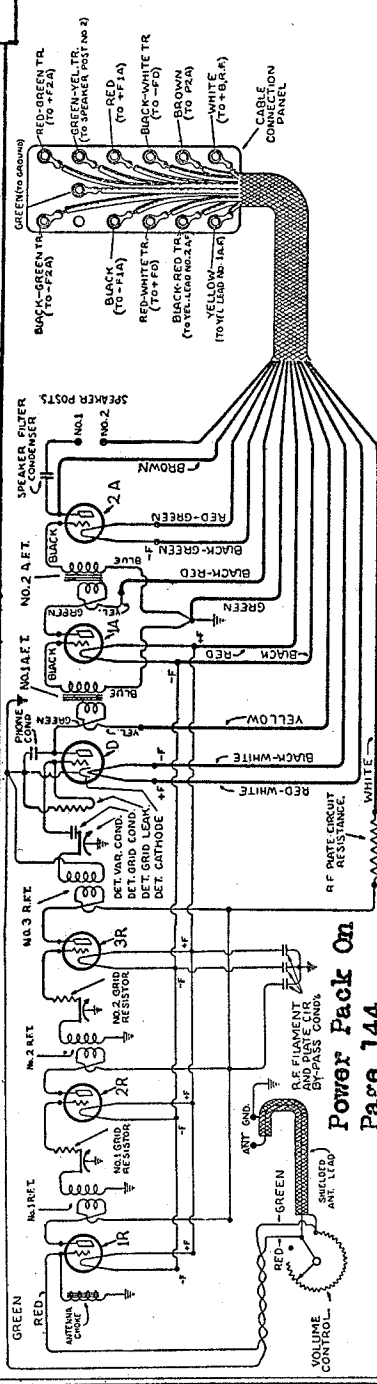 GREEN (TO GROUND)
RED-GREEN TR.
(TO +F2A)
GREEN-YEL. TR.
(TO SPEAKER POST NO.2)
RED
(TO +F1A)
BLACK-WHITE TR
(TO -FD)
BROWN
(TO P2A)
WHITE
(TO +B.R.F.)
CABLE
CONNECTION
PANEL
BLACK-GREEN TR.
(TO -F2A)
BLACK
(TO -F1A)
RED-WHITE TR.
(TO +FD)
BLACK-RED TR.
(TO YEL. LEAD NO. 2 A.F.)
YELLOW
(TO YEL LEAD NO. 1 A.F.)
SPEAKER FILTER
CONDENSER
SPEAKER POSTS.
NO.1
NO.2
BROWN
2A
BLACK
NO.2 A.F.T.
BLUE
-F
RED-GREEN
BLACK-GREEN
BLACK-RED
GREEN
GREEN
YEL.
1A
BLACK
NO.1 A.F.T.
BLUE
-F
+F
RED
BLACK
PHONE
COND
GREEN
YEL.
D
-F
+F
YELLOW
BLACK-WHITE
RED-WHITE
DET. VAR. COND.
DET. GRID COND.
DET. GRID LEAK
DET. CATHODE
NO.3 R.F.T.
3R
-F
+F
NO.2 GRID
RESISTOR
No.2 R.F.T.
2R
-F
+F
NO.1 GRID
RESISTOR
No.1 R.F.T.
1R
-F
+F
ANTENNA
CHOKE
GREEN
RED
WHITE
R F PLATE CIRCUIT
RESISTANCE.
R.F. FILAMENT
AND PLATE CIR
BY-PASS COND'S
ANT GND.
GREEN
RED
SHIELDED
ANT. LEAD
VOLUME
CONTROL
Power Pack On
Page 144